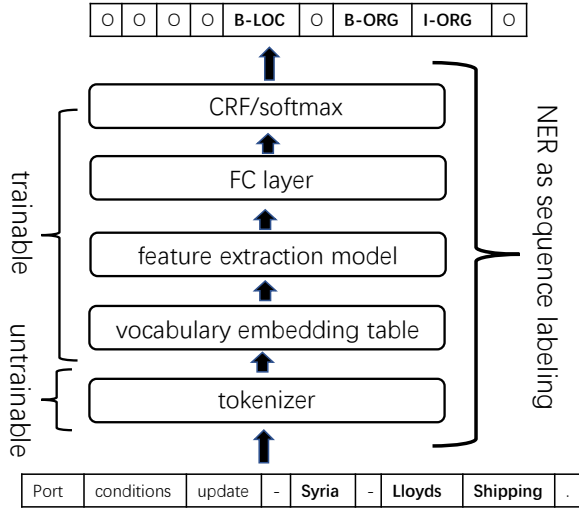 O O O O B-LOC O B-ORG I-ORG O
CRF/softmax
FC layer
feature extraction model
vocabulary embedding table
tokenizer
trainable
untrainable
NER as sequence labeling
Port conditions update - Syria - Lloyds Shipping .